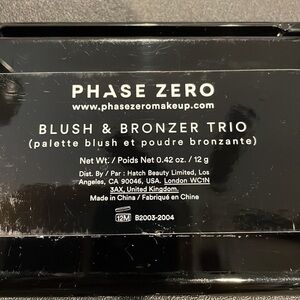 PHASE ZERO
www.phasezeromakeup.com
BLUSH & BRONZER TRIO
(palette blush et poudre bronzante)
Net Wt. / Poids Net 0.42 oz. / 12 g
Dist. By / Par : Hatch Beauty Limited, Los
Angeles, CA 90046, USA. London WC1N
3AX, United Kingdom.
Made in China / Fabriqué en Chine
12M B2003-2004